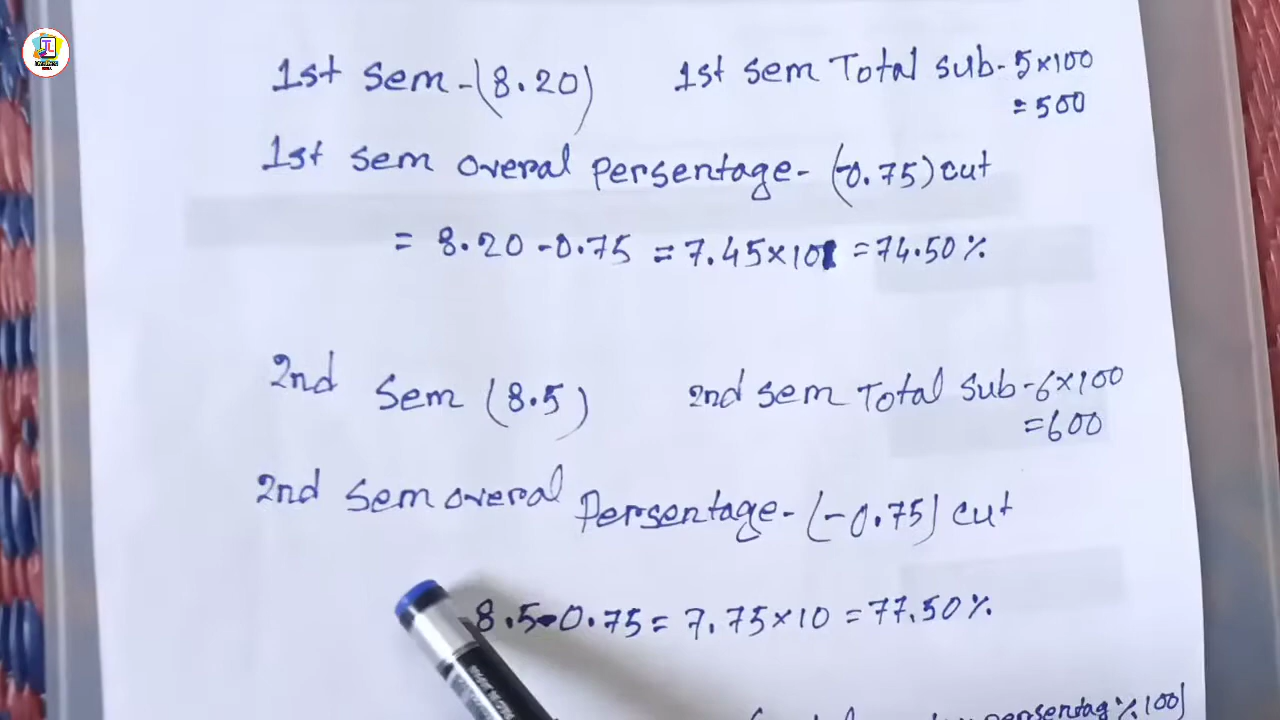 1st sem-(8.20) 1st sem Total sub-5×100
=500
1st sem overal persentage-(-0.75) cut
= 8.20-0.75 = 7.45×10 =74.50%
2nd sem (8.5) 2nd sem Total sub-6×100
=600
2nd sem overal persentage-(-0.75) cut
8.5-0.75= 7.75×10 =77.50%
persentag%100)